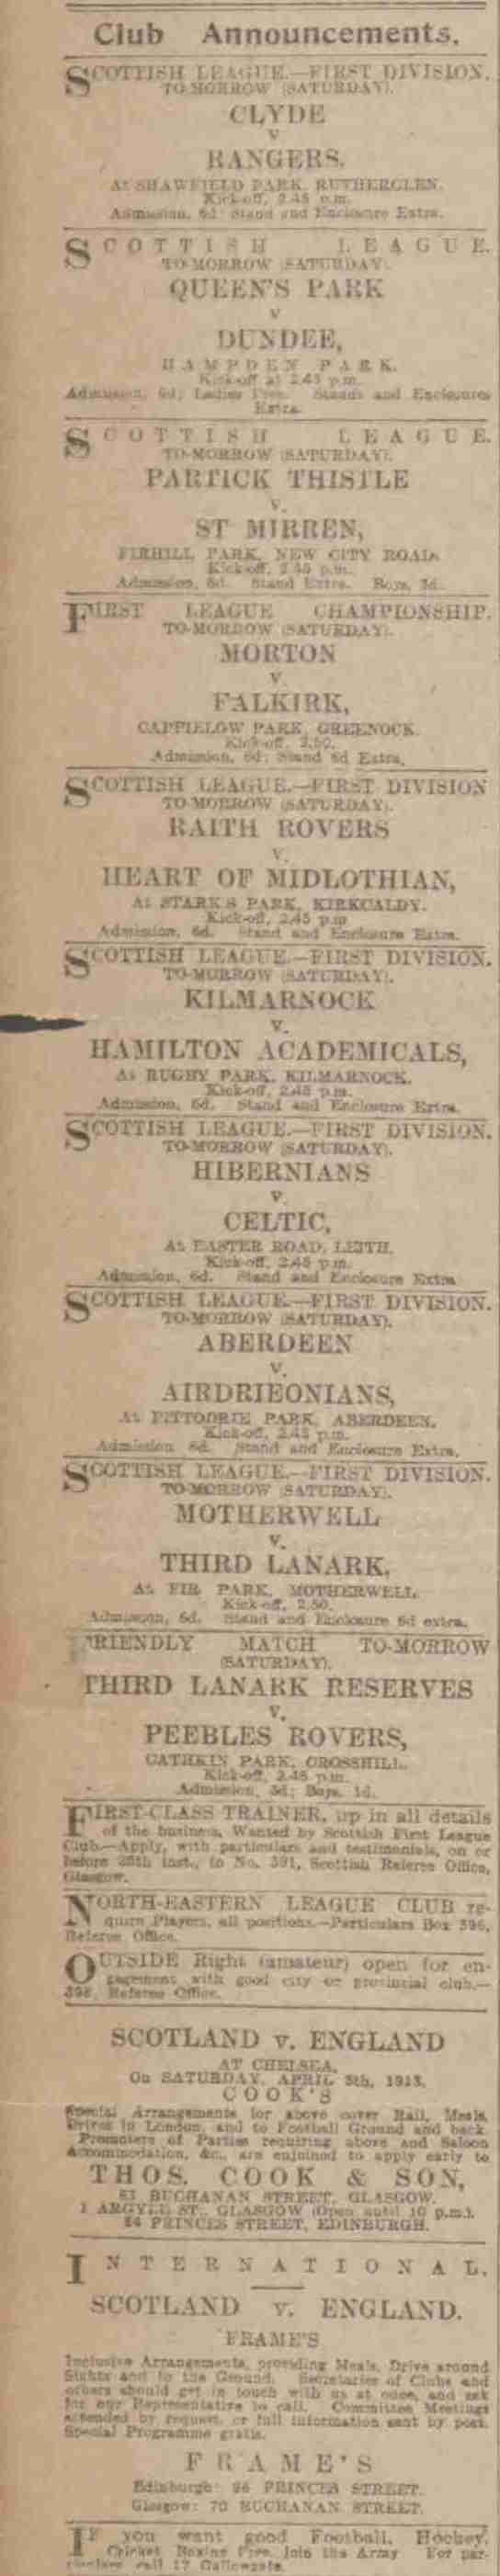 Club Announcements.
SCOTTISH LEAGUE.—FIRST DIVISION.
TO-MORROW (SATURDAY).
CLYDE
v
RANGERS,
At SHAWFIELD PARK, RUTHERGLEN.
Kick-off, 2.45 p.m.
Admission, 6d. Stand and Enclosure Extra.
SCOTTISH LEAGUE.
TO-MORROW (SATURDAY).
QUEEN'S PARK
v
DUNDEE,
HAMPDEN PARK.
Kick-off at 2.45 p.m.
Admission, 6d; Ladies Free. Stands and Enclosures
Extra.
SCOTTISH LEAGUE.
TO-MORROW (SATURDAY).
PARTICK THISTLE
v.
ST MIRREN,
FIRHILL PARK, NEW CITY ROAD.
Kick-off, 2.45 p.m.
Admission, 6d. Stand Extra. Boys, 3d.
FIRST LEAGUE CHAMPIONSHIP.
TO-MORROW (SATURDAY).
MORTON
v.
FALKIRK,
CAPPIELOW PARK, GREENOCK.
Kick-off, 2.50.
Admission, 6d; Stand 6d Extra.
SCOTTISH LEAGUE.—FIRST DIVISION
TO-MORROW (SATURDAY).
RAITH ROVERS
v.
HEART OF MIDLOTHIAN,
At STARK'S PARK, KIRKCALDY.
Kick-off, 2.45 p.m
Admission, 6d. Stand and Enclosure Extra.
SCOTTISH LEAGUE.—FIRST DIVISION.
TO-MORROW (SATURDAY).
KILMARNOCK
v.
HAMILTON ACADEMICALS,
At RUGBY PARK, KILMARNOCK.
Kick-off, 2.45 p.m.
Admission, 6d. Stand and Enclosure Extra.
SCOTTISH LEAGUE.—FIRST DIVISION.
TO-MORROW (SATURDAY).
HIBERNIANS
v.
CELTIC,
At EASTER ROAD, LEITH.
Kick-off, 2.45 p.m.
Admission, 6d. Stand and Enclosure Extra
SCOTTISH LEAGUE.—FIRST DIVISION.
TO-MORROW (SATURDAY).
ABERDEEN
v.
AIRDRIEONIANS,
At PITTODRIE PARK, ABERDEEN.
Kick-off, 2.45 p.m.
Admission 6d. Stand and Enclosure Extra.
SCOTTISH LEAGUE.—FIRST DIVISION.
TO-MORROW (SATURDAY).
MOTHERWELL
v.
THIRD LANARK,
At FIR PARK, MOTHERWELL.
Kick-off, 2.50.
Admission, 6d. Stand and Enclosure 6d extra.
FRIENDLY MATCH TO-MORROW
(SATURDAY).
THIRD LANARK RESERVES
v.
PEEBLES ROVERS,
CATHKIN PARK, CROSSHILL.
Kick-off, 2.45 p.m.
Admission, 3d; Boys, 1d.
FIRST-CLASS TRAINER, up in all details
of the business, Wanted by Scottish First League
Club.—Apply, with particulars and testimonials, on or
before 25th inst., to No. 391, Scottish Referee Office,
Glasgow.
NORTH-EASTERN LEAGUE CLUB re-
quire Players, all positions.—Particulars Box 396,
Referee Office.
OUTSIDE Right (amateur) open for en-
gagement with good city or provincial club.—
398, Referee Office.
SCOTLAND v. ENGLAND
AT CHELSEA,
On SATURDAY, APRIL 5th, 1913.
COOK'S
Special Arrangements for above cover Rail, Meals,
Drives in London, and to Football Ground and back.
Promoters of Parties requiring above and Saloon
Accommodation, &c., are enjoined to apply early to
THOS. COOK & SON,
83 BUCHANAN STREET, GLASGOW.
1 ARGYLE ST., GLASGOW (Open until 10 p.m.).
54 PRINCES STREET, EDINBURGH.
INTERNATIONAL.
SCOTLAND v. ENGLAND.
FRAME'S
Inclusive Arrangements, providing Meals, Drive around
Sights and to the Ground. Secretaries of Clubs and
others should get in touch with us at once, and ask
for our Representative to call. Committee Meetings
attended by request, or full information sent by post.
Special Programme gratis.
FRAME'S
Edinburgh: 96 PRINCES STREET.
Glasgow: 70 BUCHANAN STREET.
IF you want good Football, Hockey,
Cricket Boxing Free, Join the Army For par-
ticulars call 17 Gallowgate.